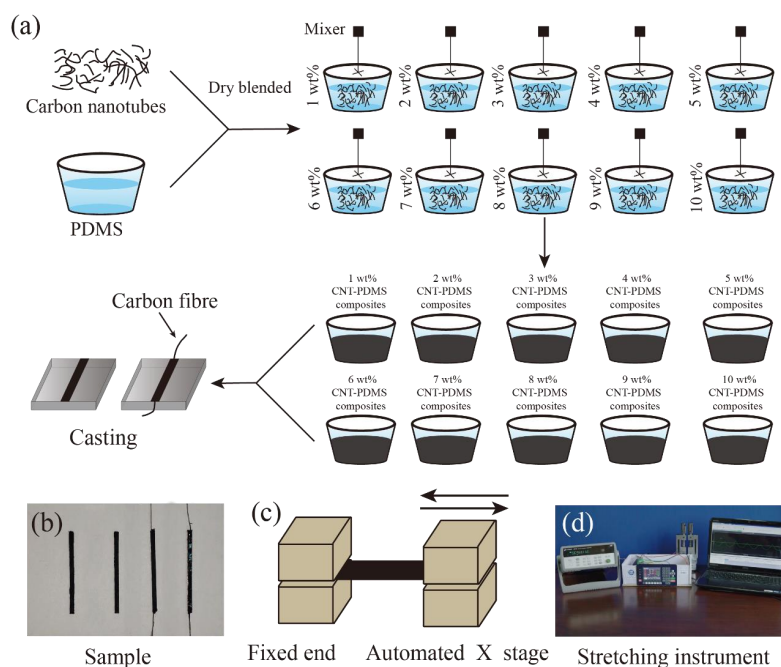 (a)
Mixer
Carbon nanotubes
Dry blended
1 wt%
2 wt%
3 wt%
4 wt%
5 wt%
PDMS
6 wt%
7 wt%
8 wt%
9 wt%
10 wt%
1 wt%
CNT-PDMS
composites
2 wt%
CNT-PDMS
composites
3 wt%
CNT-PDMS
composites
4 wt%
CNT-PDMS
composites
5 wt%
CNT-PDMS
composites
Carbon fibre
6 wt%
CNT-PDMS
composites
7 wt%
CNT-PDMS
composites
8 wt%
CNT-PDMS
composites
9 wt%
CNT-PDMS
composites
10 wt%
CNT-PDMS
composites
Casting
(b)
Sample
(c)
Fixed end
Automated X stage
(d)
Stretching instrument